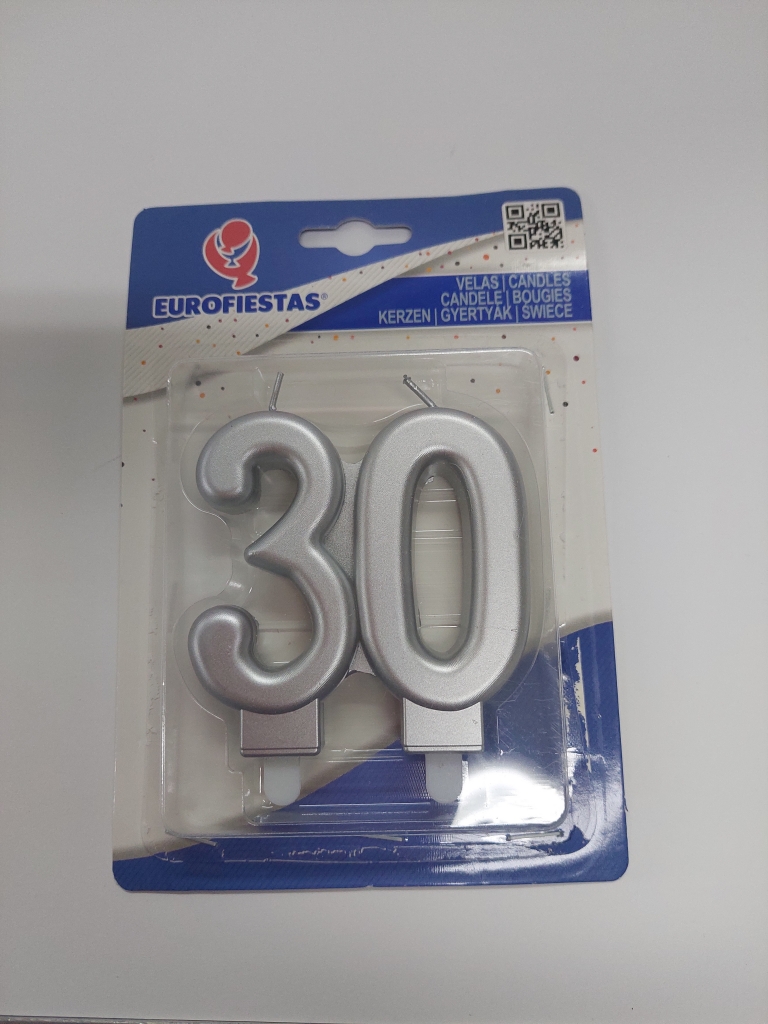 EUROFIESTAS®
VELAS | CANDLES
CANDELE | BOUGIES
KERZEN | GYERTYÁK | ŚWIECE
30